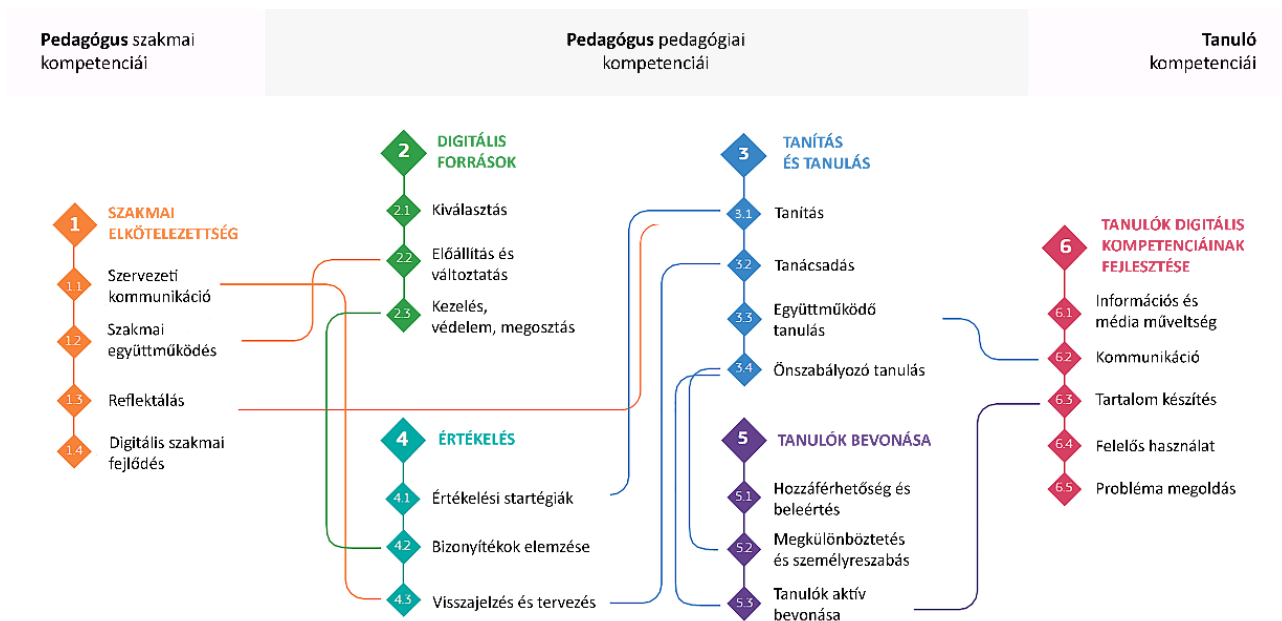 Pedagógus szakmai
kompetenciái
Pedagógus pedagógiai
kompetenciái
Tanuló
kompetenciái
1
SZAKMAI
ELKÖTELEZETTSÉG
1.1
Szervezeti
kommunikáció
1.2
Szakmai
együttműködés
1.3
Reflektálás
1.4
Digitális szakmai
fejlődés
2
DIGITÁLIS
FORRÁSOK
2.1
Kiválasztás
2.2
Előállítás és
változtatás
2.3
Kezelés,
védelem, megosztás
4
ÉRTÉKELÉS
4.1
Értékelési startégiák
4.2
Bizonyítékok elemzése
4.3
Visszajelzés és tervezés
3
TANÍTÁS
ÉS TANULÁS
3.1
Tanítás
3.2
Tanácsadás
3.3
Együttműködő
tanulás
3.4
Önszabályozó tanulás
5
TANULÓK BEVONÁSA
5.1
Hozzáférhetőség és
beleértés
5.2
Megkülönböztetés
és személyreszabás
5.3
Tanulók aktív
bevonása
6
TANULÓK DIGITÁLIS
KOMPETENCIÁINAK
FEJLESZTÉSE
6.1
Információs és
média műveltség
6.2
Kommunikáció
6.3
Tartalom készítés
6.4
Felelős használat
6.5
Probléma megoldás